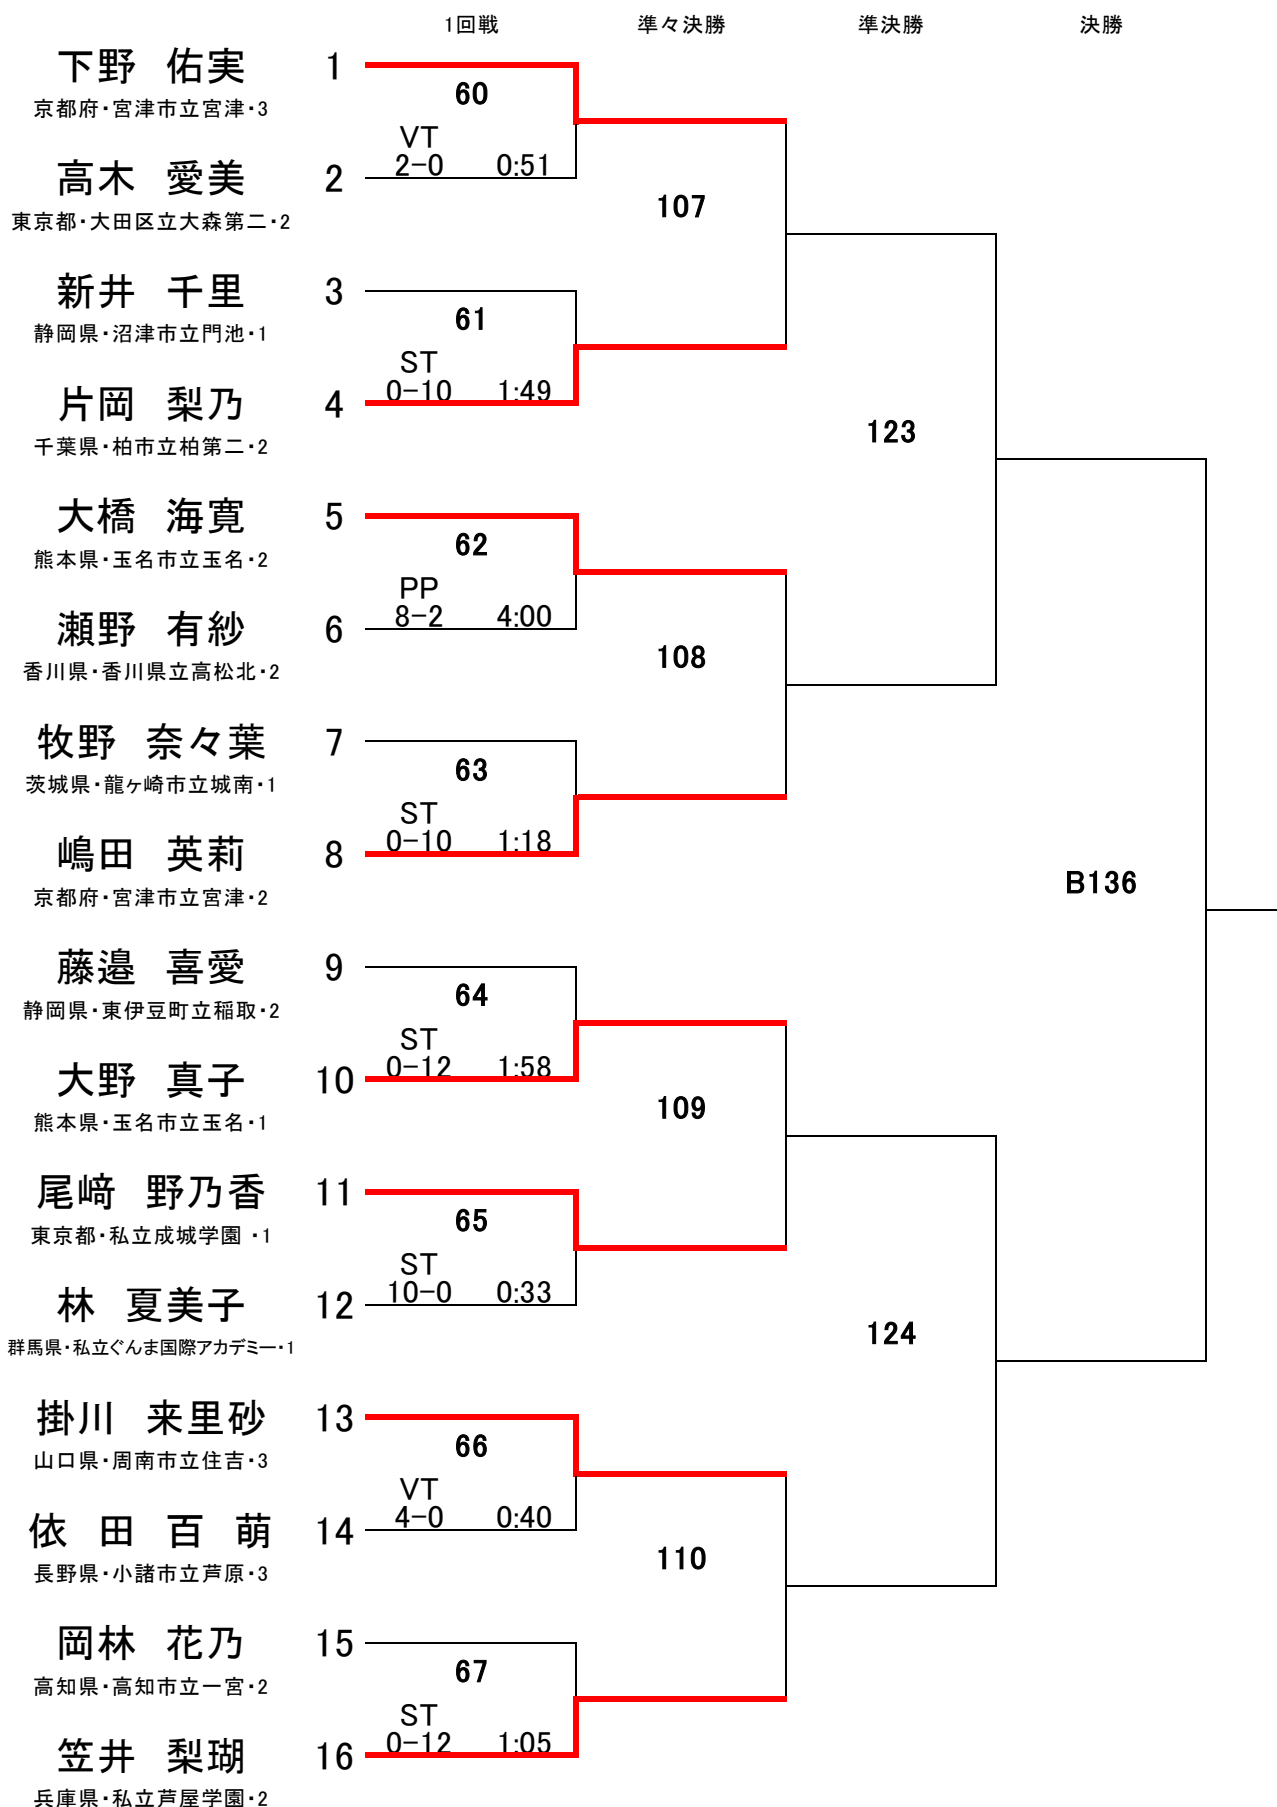 1回戦 準々決勝 準決勝 決勝
下野 佑実 1
京都府・宮津市立宮津・3
60
VT
2-0 0:51
高木 愛美 2
東京都・大田区立大森第二・2
107
新井 千里 3
静岡県・沼津市立門池・1
61
ST
0-10 1:49
片岡 梨乃 4
千葉県・柏市立柏第二・2
123
大橋 海寛 5
熊本県・玉名市立玉名・2
62
PP
8-2 4:00
瀬野 有紗 6
香川県・香川県立高松北・2
108
牧野 奈々葉 7
茨城県・龍ヶ崎市立城南・1
63
ST
0-10 1:18
嶋田 英莉 8
京都府・宮津市立宮津・2
B136
藤邉 喜愛 9
静岡県・東伊豆町立稲取・2
64
ST
0-12 1:58
大野 真子 10
熊本県・玉名市立玉名・1
109
尾﨑 野乃香 11
東京都・私立成城学園 ・1
65
ST
10-0 0:33
林 夏美子 12
群馬県・私立ぐんま国際アカデミー・1
124
掛川 来里砂 13
山口県・周南市立住吉・3
66
VT
4-0 0:40
依 田 百 萌 14
長野県・小諸市立芦原・3
110
岡林 花乃 15
高知県・高知市立一宮・2
67
ST
0-12 1:05
笠井 梨瑚 16
兵庫県・私立芦屋学園・2